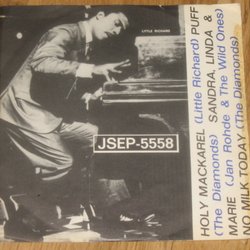 LITTLE RICHARD
JSEP-5558
HOLY MACKAREL (Little Richard) PUFF
(The Diamonds) SANDRA, LINDA &
MARIE (Jan Rohde & The Wild Ones)
MILK TODAY (The Diamonds)